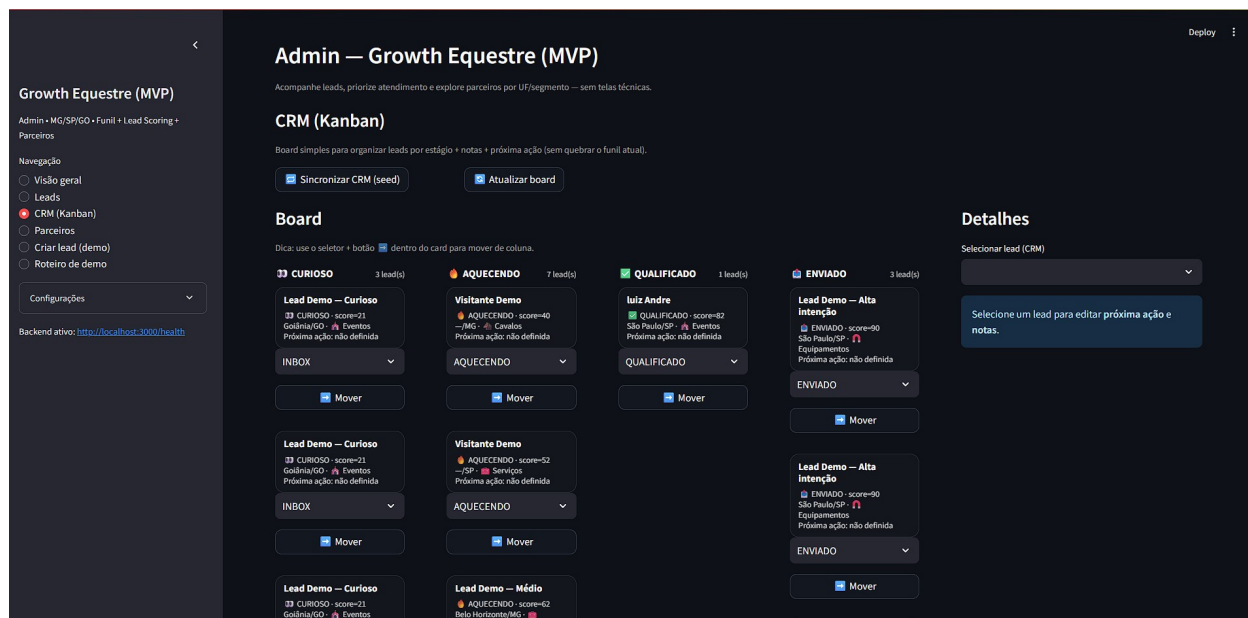 Deploy
Growth Equestre (MVP)
Admin • MG/SP/GO • Funil + Lead Scoring +
Parceiros
Navegação
Visão geral
Leads
CRM (Kanban)
Parceiros
Criar lead (demo)
Roteiro de demo
Configurações
Backend ativo: http://localhost:3000/health
Admin — Growth Equestre (MVP)
Acompanhe leads, priorize atendimento e explore parceiros por UF/segmento — sem telas técnicas.
CRM (Kanban)
Board simples para organizar leads por estágio + notas + próxima ação (sem quebrar o funil atual).
Sincronizar CRM (seed)
Atualizar board
Board
Dica: use o seletor + botão ➡️ dentro do card para mover de coluna.
👀 CURIOSO 3 lead(s)
Lead Demo — Curioso
👀 CURIOSO · score=21
Goiânia/GO · 🎪 Eventos
Próxima ação: não definida
INBOX
➡️ Mover
Lead Demo — Curioso
👀 CURIOSO · score=21
Goiânia/GO · 🎪 Eventos
Próxima ação: não definida
INBOX
➡️ Mover
Lead Demo — Curioso
👀 CURIOSO · score=21
Goiânia/GO · 🎪 Eventos
🔥 AQUECENDO 7 lead(s)
Visitante Demo
🔥 AQUECENDO · score=40
—/MG · 🐴 Cavalos
Próxima ação: não definida
AQUECENDO
➡️ Mover
Visitante Demo
🔥 AQUECENDO · score=52
—/SP · 🧰 Serviços
Próxima ação: não definida
AQUECENDO
➡️ Mover
Lead Demo — Médio
🔥 AQUECENDO · score=62
Belo Horizonte/MG · 🧰
✅ QUALIFICADO 1 lead(s)
luiz Andre
✅ QUALIFICADO · score=82
São Paulo/SP · 🎪 Eventos
Próxima ação: não definida
QUALIFICADO
➡️ Mover
📤 ENVIADO 3 lead(s)
Lead Demo — Alta
intenção
📤 ENVIADO · score=90
São Paulo/SP · 🧲
Equipamentos
Próxima ação: não definida
ENVIADO
➡️ Mover
Lead Demo — Alta
intenção
📤 ENVIADO · score=90
São Paulo/SP · 🧲
Equipamentos
Próxima ação: não definida
ENVIADO
➡️ Mover
Detalhes
Selecionar lead (CRM)
Selecione um lead para editar próxima ação e
notas.